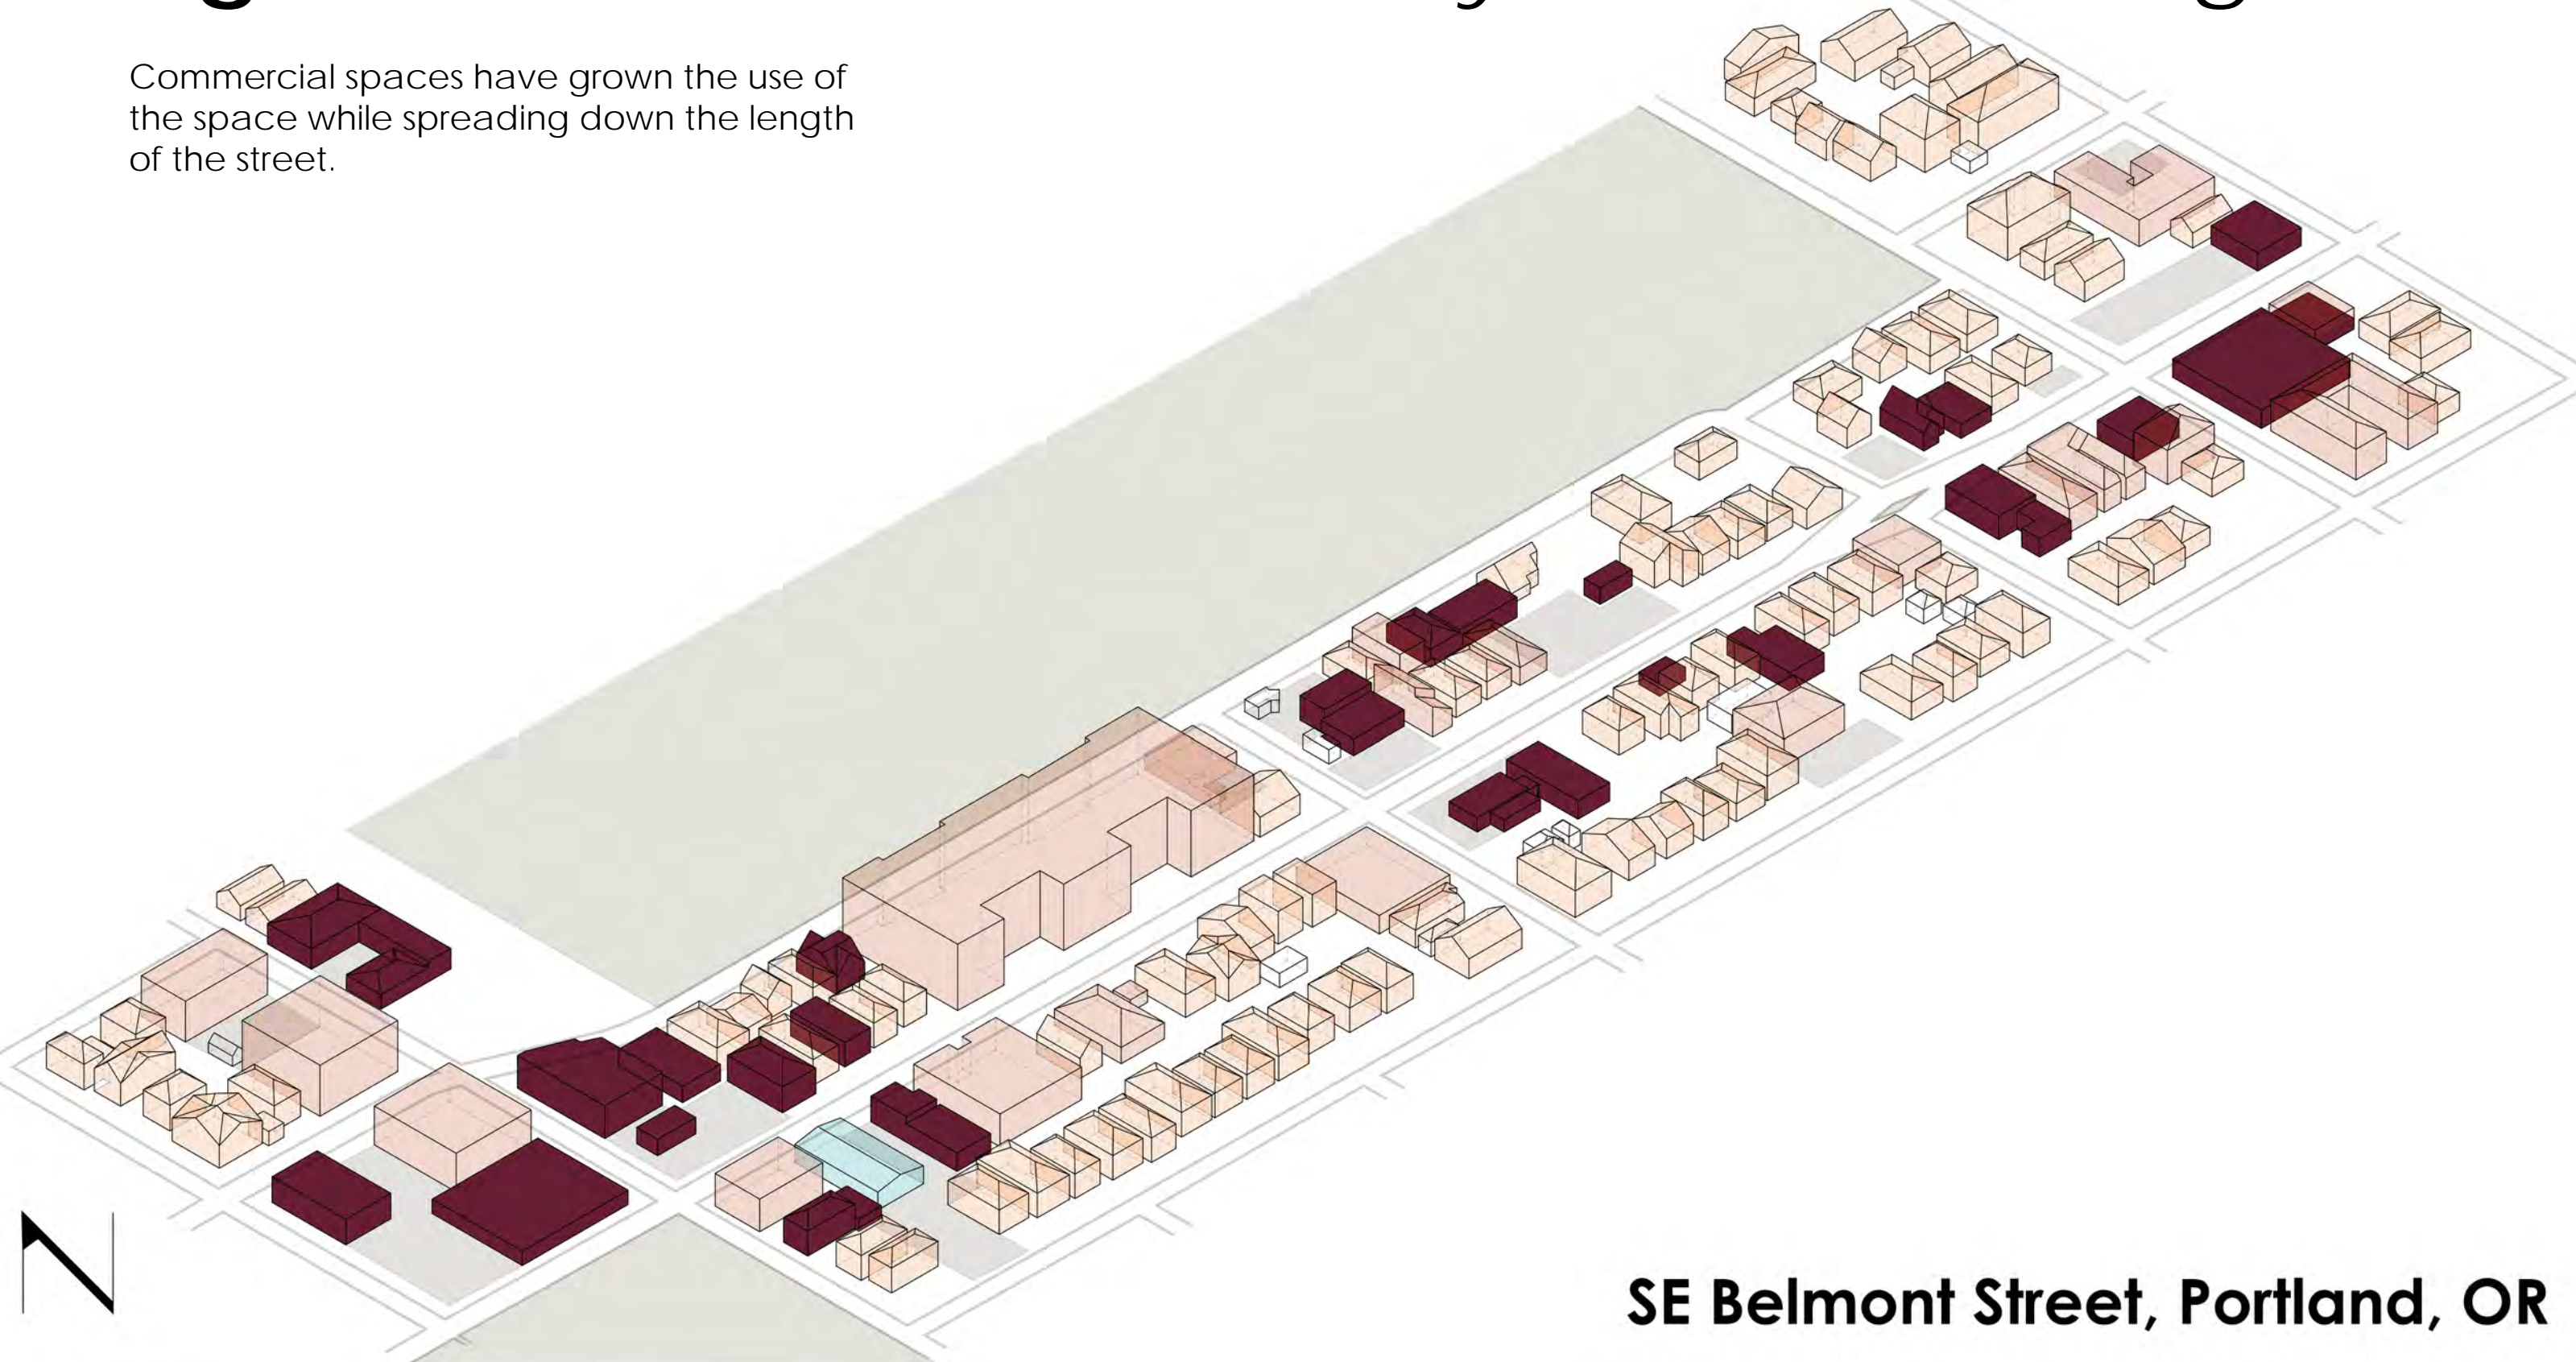 Commercial spaces have grown the use of
the space while spreading down the length
of the street.
N
SE Belmont Street, Portland, OR